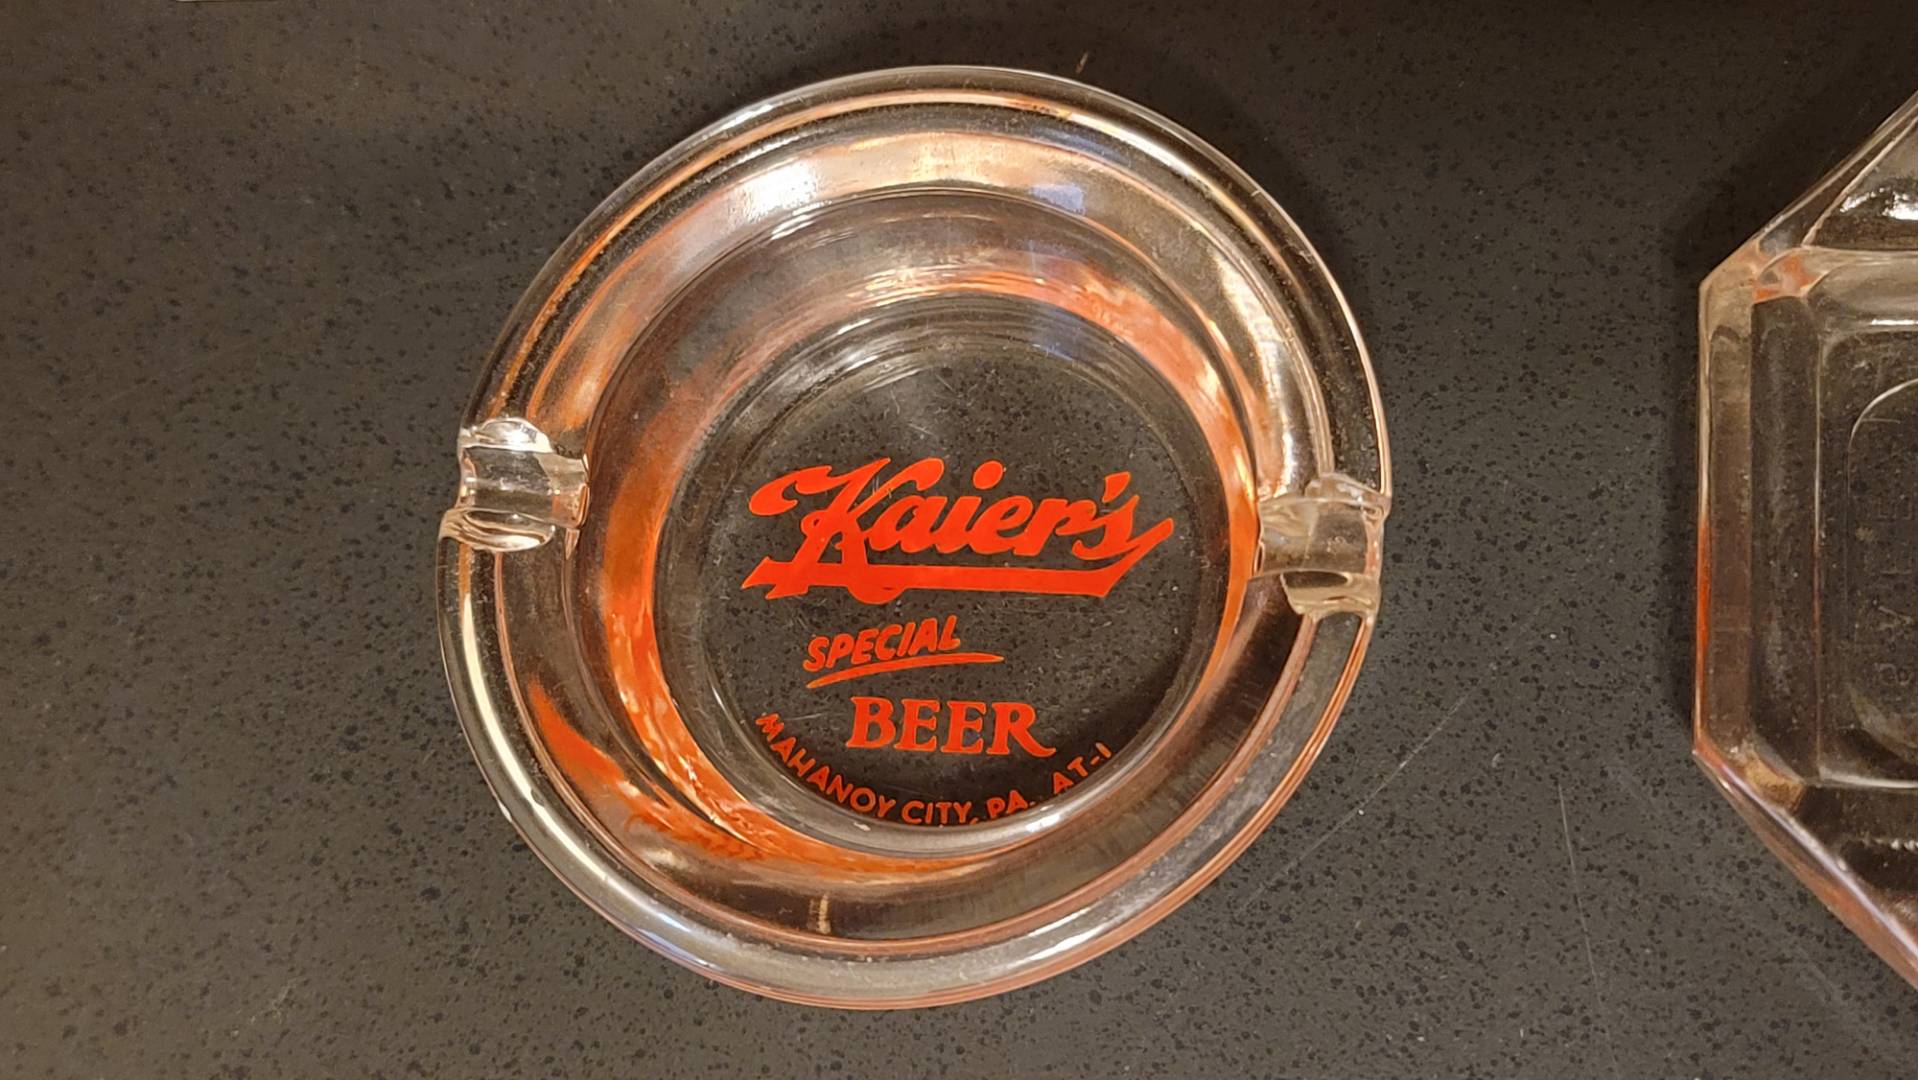 Kaier's
SPECIAL
BEER
MAHANOY CITY, PA. AT-1